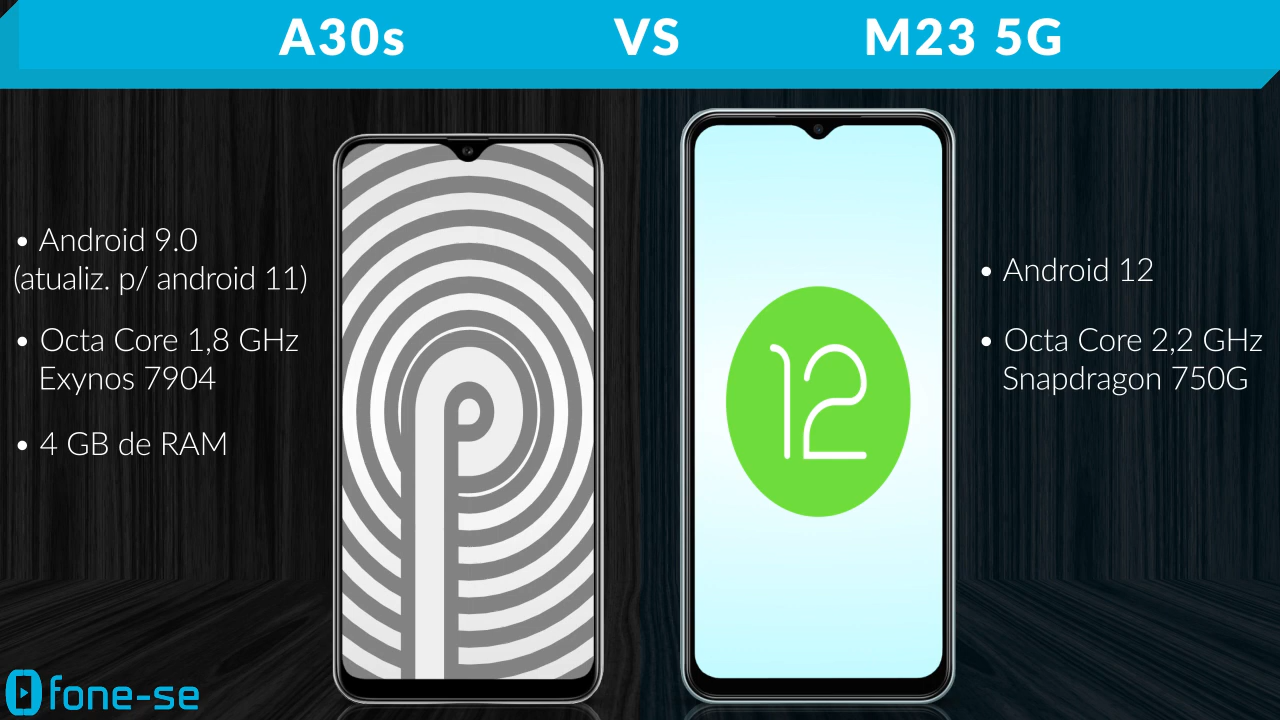 A30s VS M23 5G
• Android 9.0
(atualiz. p/ android 11)
• Octa Core 1,8 GHz
Exynos 7904
• 4 GB de RAM
12
• Android 12
• Octa Core 2,2 GHz
Snapdragon 750G
fone-se